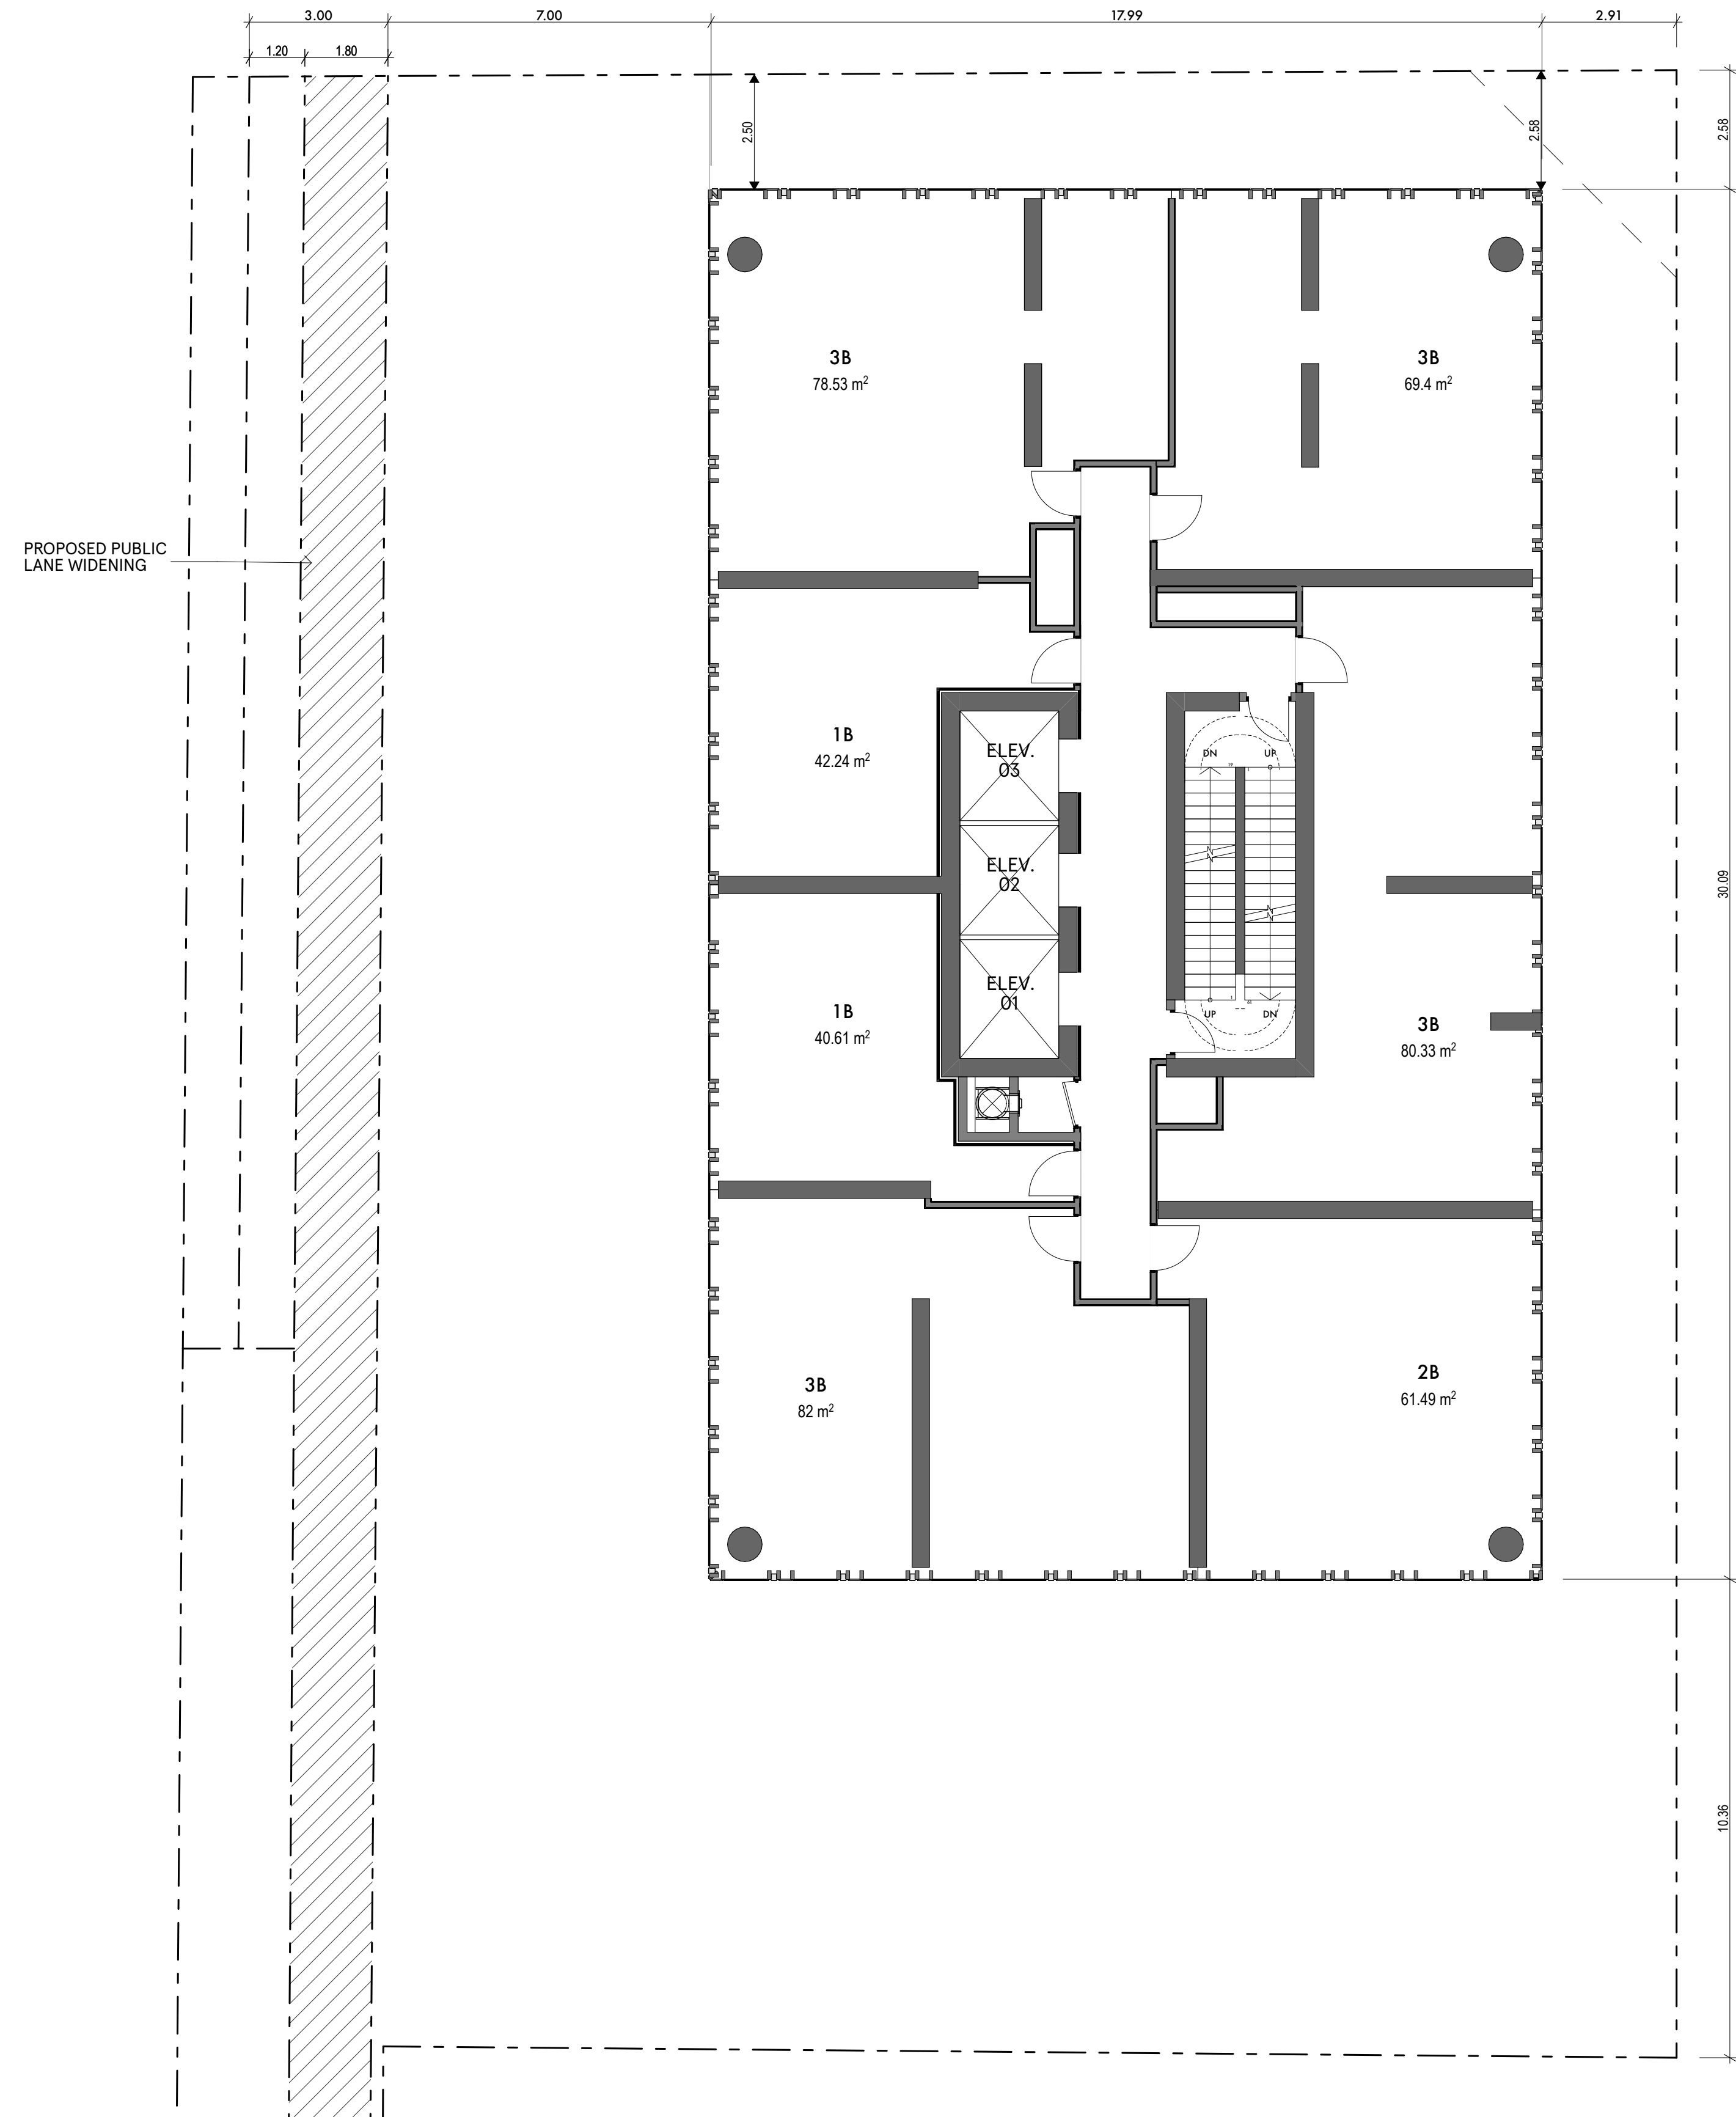 3.00
7.00
17.99
2.91
1.20
1.80
2.50
2.58
2.58
3B
78.53 m²
3B
69.4 m²
PROPOSED PUBLIC
LANE WIDENING
1B
42.24 m²
ELEV.
03
DN
UP
ELEV.
02
30.09
ELEV.
01
1B
40.61 m²
UP
DN
3B
80.33 m²
3B
82 m²
2B
61.49 m²
10.36